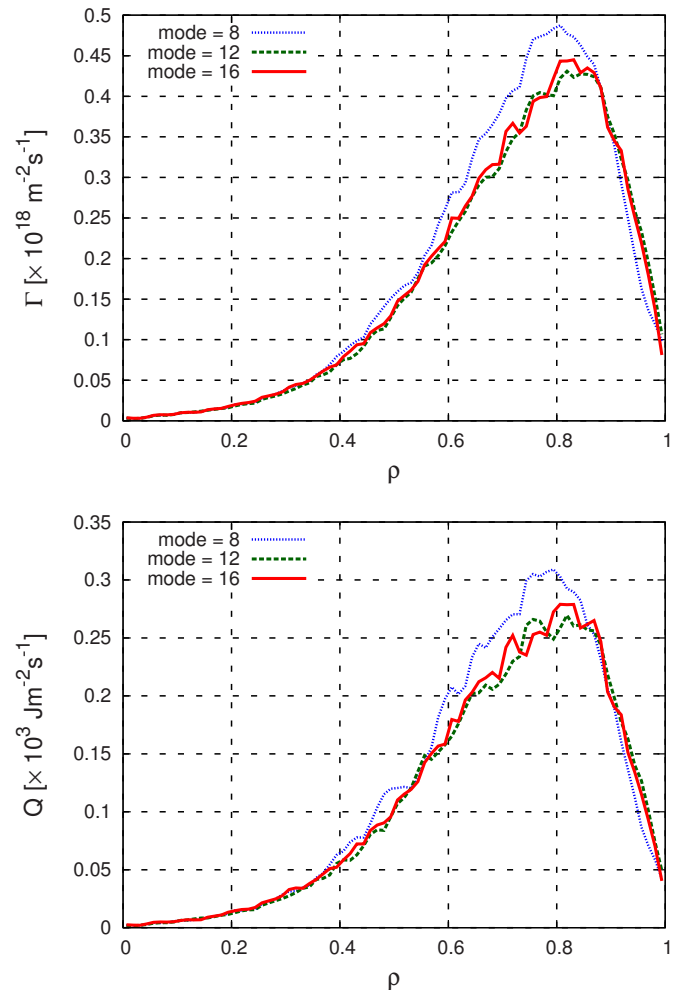 Γ [× 10^18 m^-2 s^-1]
0.5
0.45
0.4
0.35
0.3
0.25
0.2
0.15
0.1
0.05
0
mode = 8
mode = 12
mode = 16
0 0.2 0.4 0.6 0.8 1
ρ
Q [× 10^3 Jm^-2 s^-1]
0.35
0.3
0.25
0.2
0.15
0.1
0.05
0
mode = 8
mode = 12
mode = 16
0 0.2 0.4 0.6 0.8 1
ρ